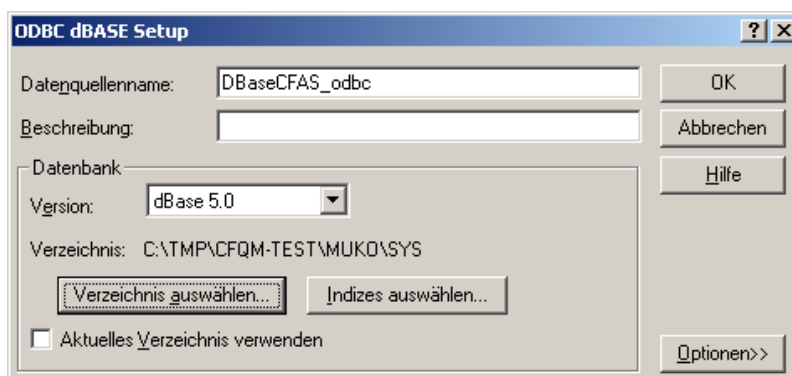 ODBC dBASE Setup
Datenquellenname: DBaseCFAS_odbc OK
Beschreibung: Abbrechen
Datenbank Hilfe
Version: dBase 5.0
Verzeichnis: C:\TMP\CFQM-TEST\MUKO\SYS
Verzeichnis auswählen... Indizes auswählen...
Aktuelles Verzeichnis verwenden
Optionen>>